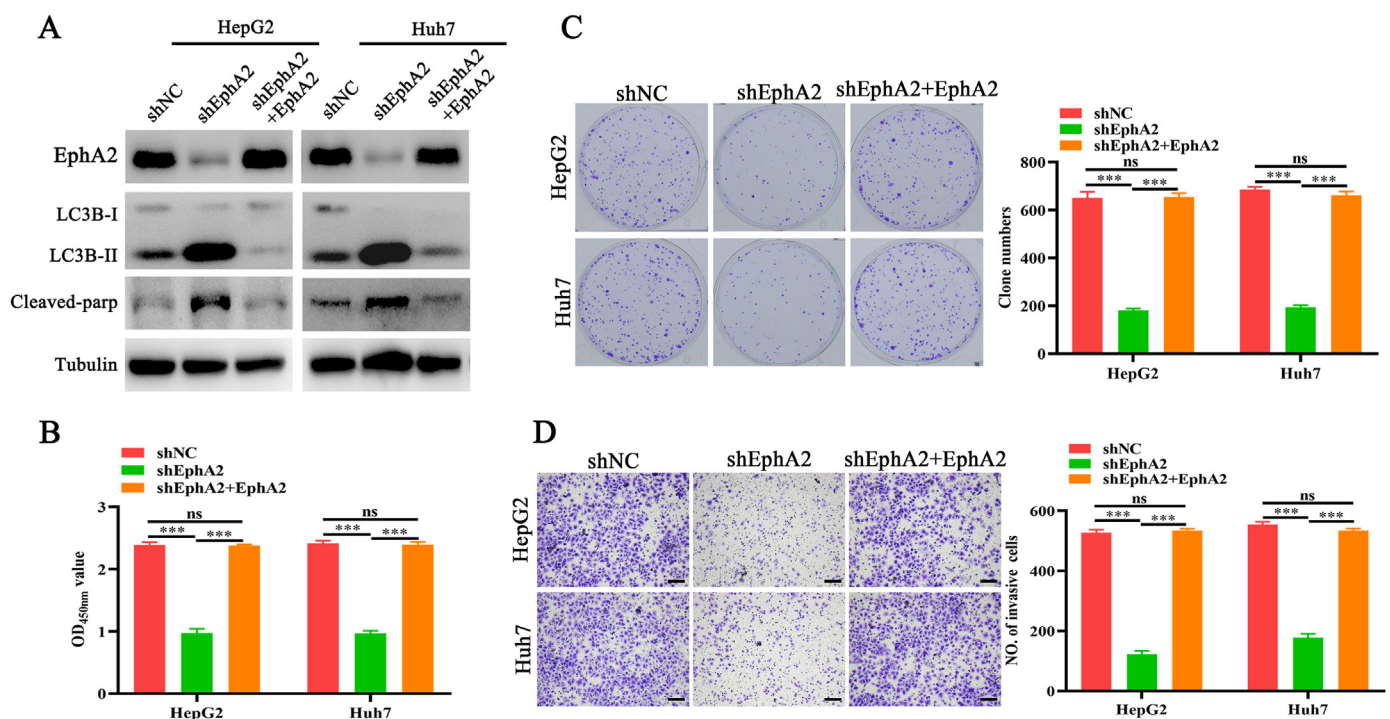 A
HepG2
Huh7
shNC
shEphA2
shEphA2
+EphA2
shNC
shEphA2
shEphA2
+EphA2
EphA2
LC3B-I
LC3B-II
Cleaved-parp
Tubulin
B
shNC
shEphA2
shEphA2+EphA2
OD450nm value
3
2
1
0
ns
*** ***
ns
*** ***
HepG2
Huh7
C
shNC
shEphA2
shEphA2+EphA2
HepG2
Huh7
shNC
shEphA2
shEphA2+EphA2
Clone numbers
800
600
400
200
0
ns
*** ***
ns
*** ***
HepG2
Huh7
D
shNC
shEphA2
shEphA2+EphA2
HepG2
Huh7
shNC
shEphA2
shEphA2+EphA2
NO. of invasive cells
600
400
200
0
ns
*** ***
ns
*** ***
HepG2
Huh7